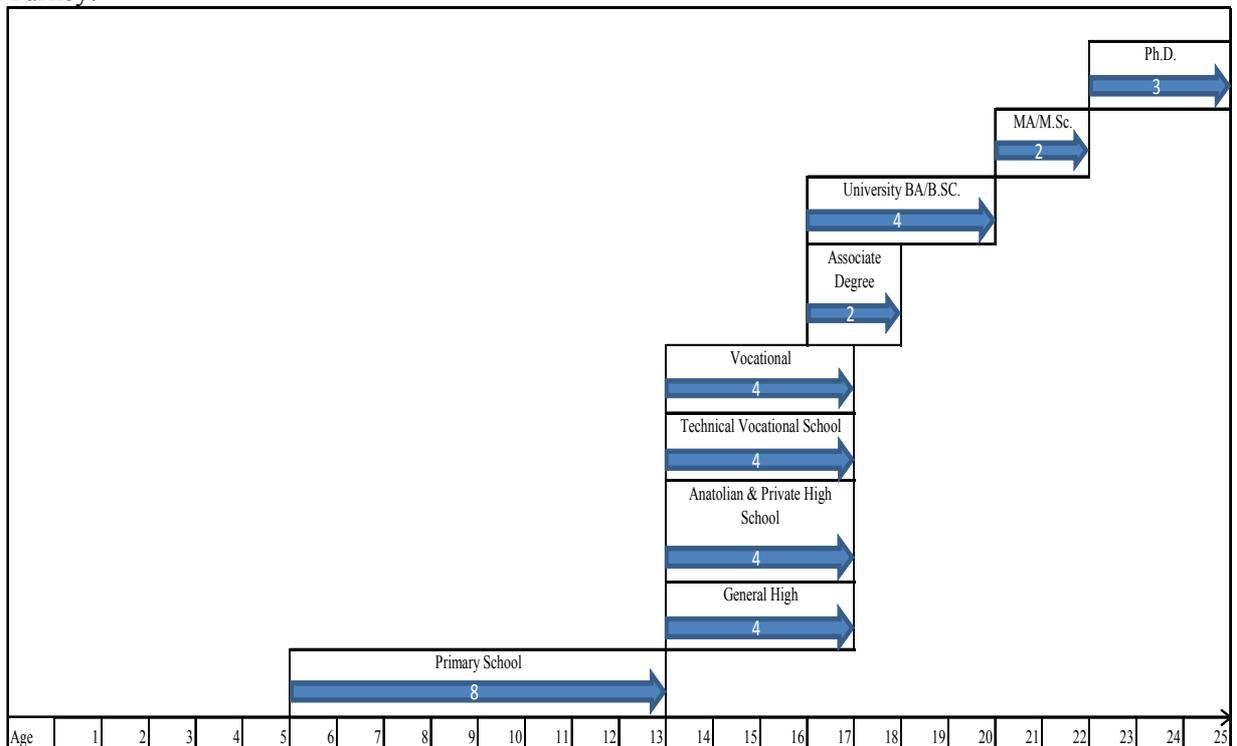 Ph.D.
3
MA/M.Sc.
2
University BA/B.SC.
4
Associate
Degree
2
Vocational
4
Technical Vocational School
4
Anatolian & Private High
School
4
General High
4
Primary School
8
Age 1 2 3 4 5 6 7 8 9 10 11 12 13 14 15 16 17 18 19 20 21 22 23 24 25